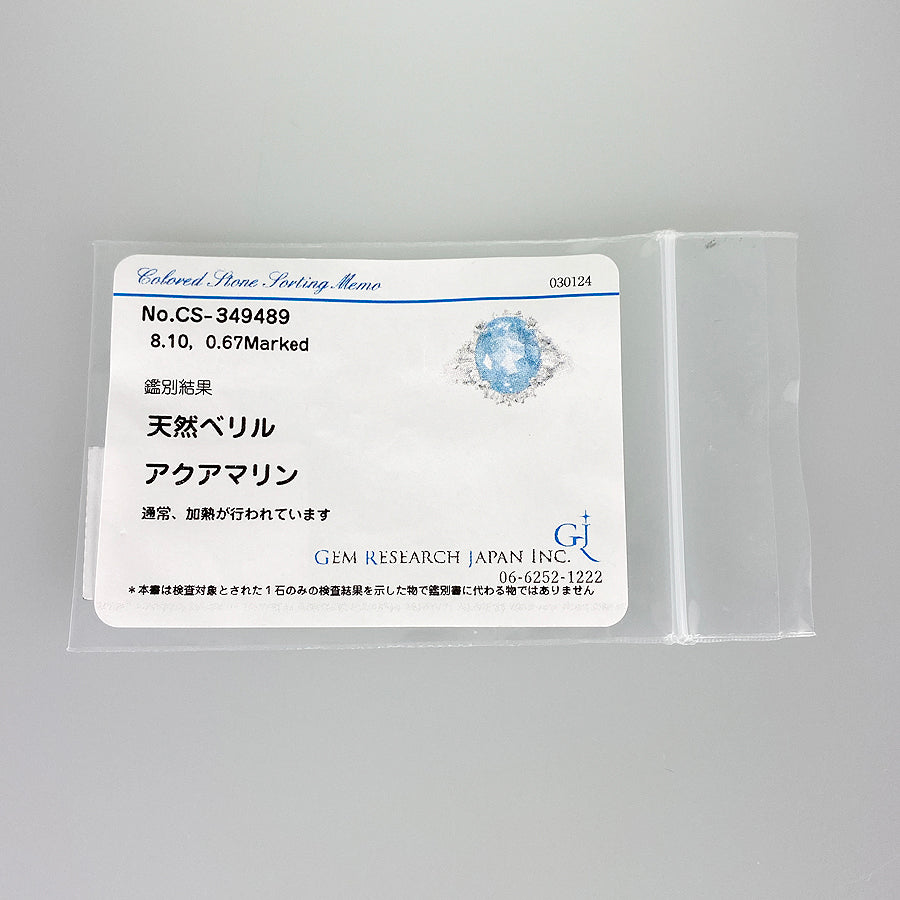 Colored Stone Sorting Memo
030124
No.CS-349489
8.10, 0.67Marked
鑑別結果
天然ベリル
アクアマリン
通常、加熱が行われています
GJ
GEM RESEARCH JAPAN INC.
06-6252-1222
*本書は検査対象とされた1石のみの検査結果を示した物で鑑別書に代わる物ではありません